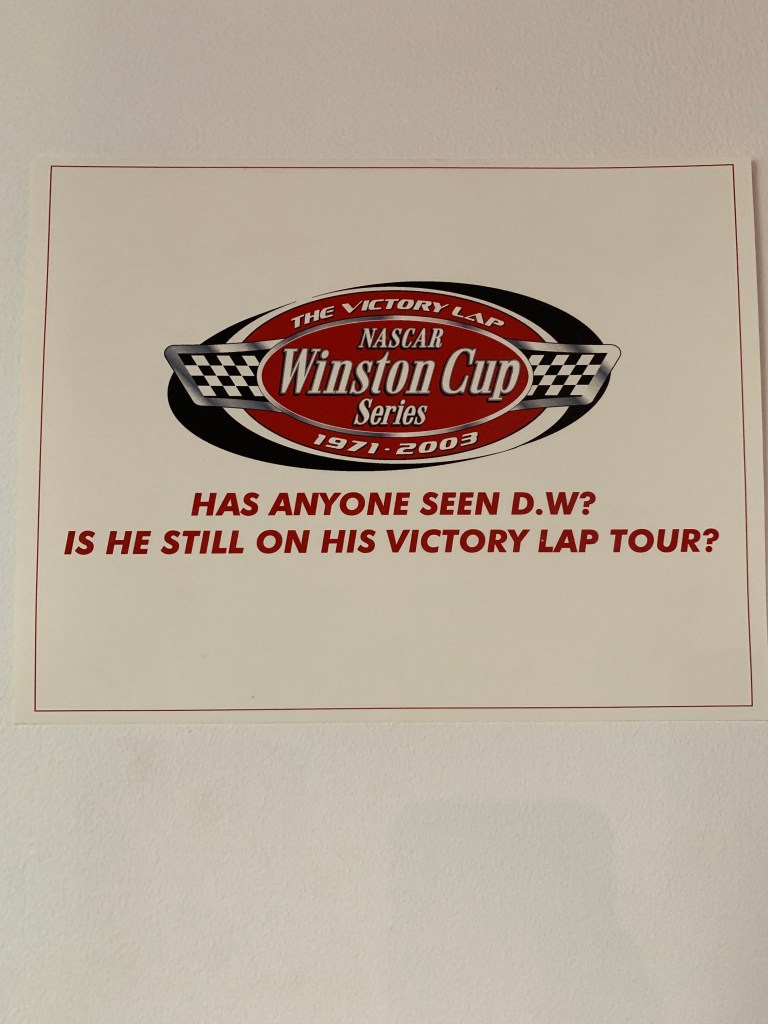 THE VICTORY LAP
NASCAR
Winston Cup
Series
1971-2003
HAS ANYONE SEEN D.W?
IS HE STILL ON HIS VICTORY LAP TOUR?